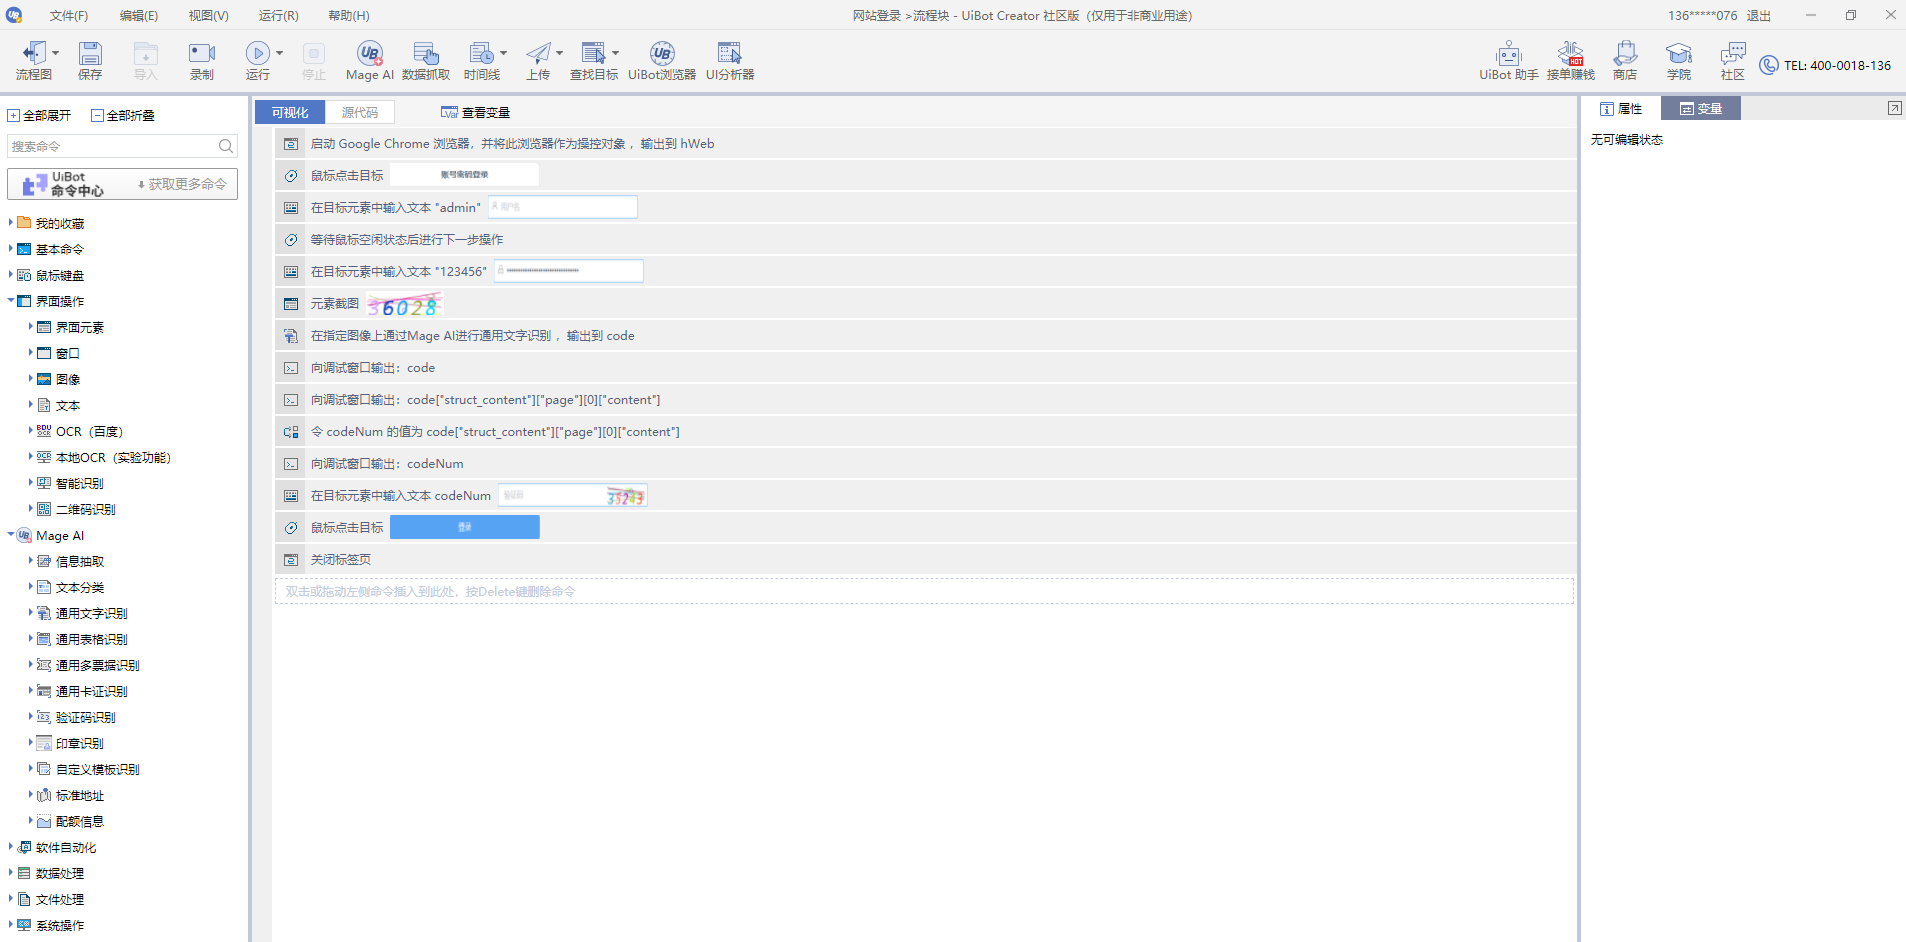 文件(F) 编辑(E) 视图(V) 运行(R) 帮助(H) 网站登录 >流程块 - UiBot Creator 社区版（仅用于非商业用途） 136*****076 退出
流程图 保存 导入 录制 运行 停止 Mage AI 数据抓取 时间线 上传 查找目标 UiBot浏览器 UI分析器 UiBot 助手 接单赚钱 商店 学院 社区 TEL: 400-0018-136
全部展开 全部折叠
搜索命令
UiBot
命令中心 获取更多命令
我的收藏
基本命令
鼠标键盘
界面操作
界面元素
窗口
图像
文本
OCR（百度）
本地OCR（实验功能）
智能识别
二维码识别
Mage AI
信息抽取
文本分类
通用文字识别
通用表格识别
通用多票据识别
通用卡证识别
验证码识别
印章识别
自定义模板识别
标准地址
配额信息
软件自动化
数据处理
文件处理
系统操作
可视化 源代码 查看变量
启动 Google Chrome 浏览器，并将此浏览器作为操控对象 ，输出到 hWeb
鼠标点击目标 账号密码登录
在目标元素中输入文本 "admin" 用户名
等待鼠标空闲状态后进行下一步操作
在目标元素中输入文本 "123456"
元素截图 36028
在指定图像上通过Mage AI进行通用文字识别 ，输出到 code
向调试窗口输出：code
向调试窗口输出：code["struct_content"]["page"][0]["content"]
令 codeNum 的值为 code["struct_content"]["page"][0]["content"]
向调试窗口输出：codeNum
在目标元素中输入文本 codeNum 验证码 35243
鼠标点击目标 登录
关闭标签页
双击或拖动左侧命令插入到此处，按Delete键删除命令
属性 变量
无可编辑状态